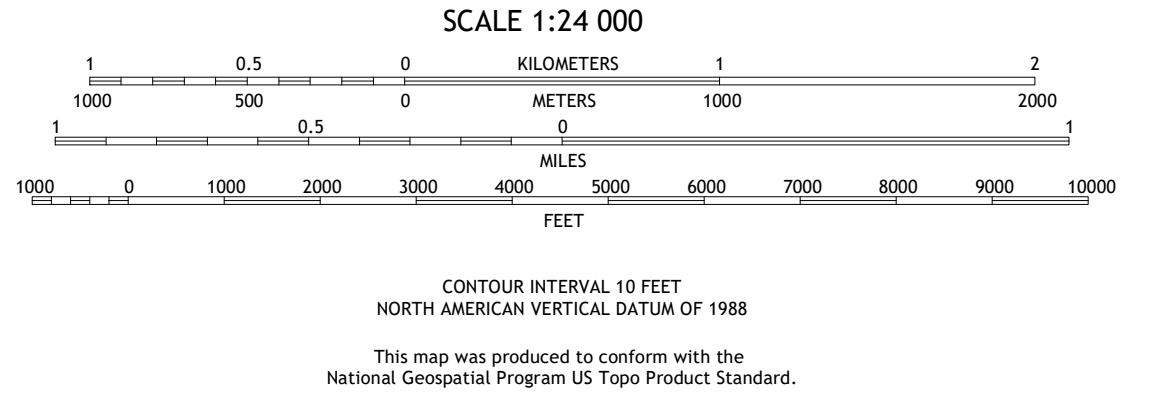 SCALE 1:24 000
1 0.5 0 KILOMETERS 1 2
1000 500 0 METERS 1000 2000
1 0.5 0 1
MILES
1000 0 1000 2000 3000 4000 5000 6000 7000 8000 9000 10000
FEET
CONTOUR INTERVAL 10 FEET
NORTH AMERICAN VERTICAL DATUM OF 1988
This map was produced to conform with the
National Geospatial Program US Topo Product Standard.